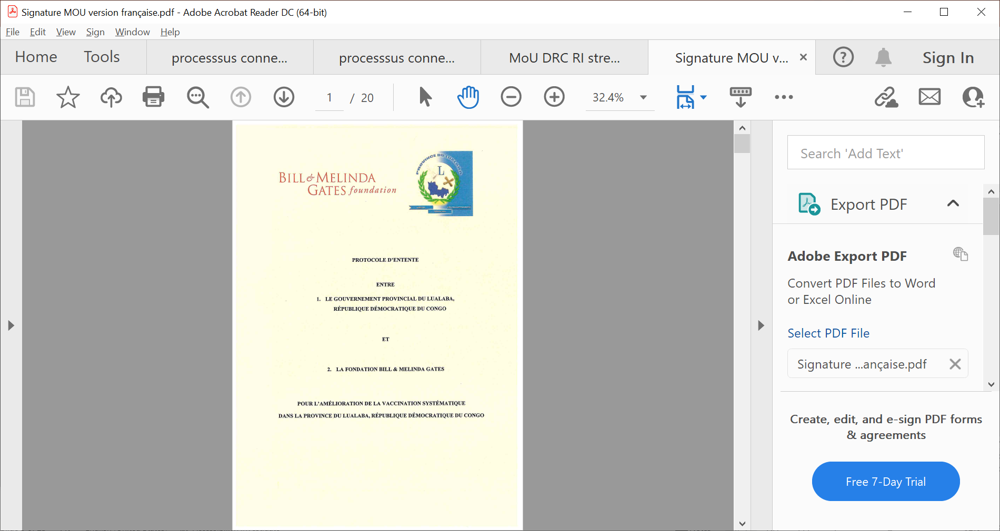 Signature MOU version française.pdf - Adobe Acrobat Reader DC (64-bit)
File Edit View Sign Window Help
Home Tools processsus conne... processsus conne... MoU DRC RI stre... Signature MOU v... Sign In
1 / 20 32.4%
Search 'Add Text'
PROVINCE DU LUALABA
L
BILL & MELINDA
GATES foundation
Export PDF
Adobe Export PDF
Convert PDF Files to Word
or Excel Online
Select PDF File
Signature ...ançaise.pdf
Create, edit, and e-sign PDF forms
& agreements
Free 7-Day Trial
PROTOCOLE D'ENTENTE
ENTRE
1. LE GOUVERNEMENT PROVINCIAL DU LUALABA,
RÉPUBLIQUE DÉMOCRATIQUE DU CONGO
ET
2. LA FONDATION BILL & MELINDA GATES
POUR L'AMÉLIORATION DE LA VACCINATION SYSTÉMATIQUE
DANS LA PROVINCE DU LUALABA, RÉPUBLIQUE DÉMOCRATIQUE DU CONGO